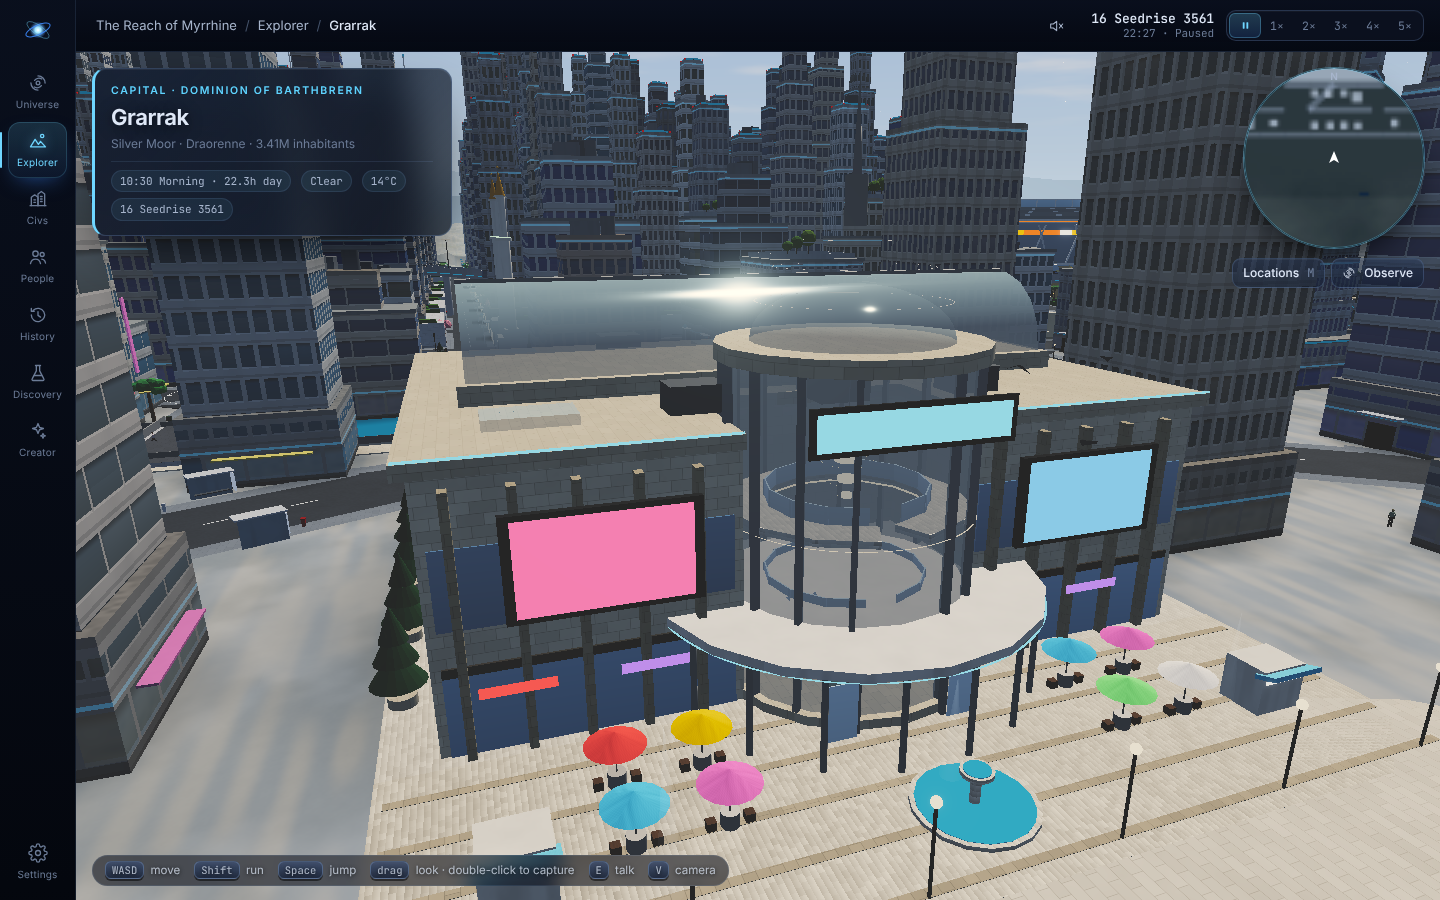 The Reach of Myrrhine / Explorer / Grarrak
16 Seedrise 3561
22:27 · Paused
1×
2×
3×
4×
5×
Universe
Explorer
Civs
People
History
Discovery
Creator
Settings
CAPITAL · DOMINION OF BARTHBRERN
Grarrak
Silver Moor · Draorenne · 3.41M inhabitants
10:30 Morning · 22.3h day
Clear
14°C
16 Seedrise 3561
N
Locations M
Observe
WASD move Shift run Space jump drag look · double-click to capture E talk V camera